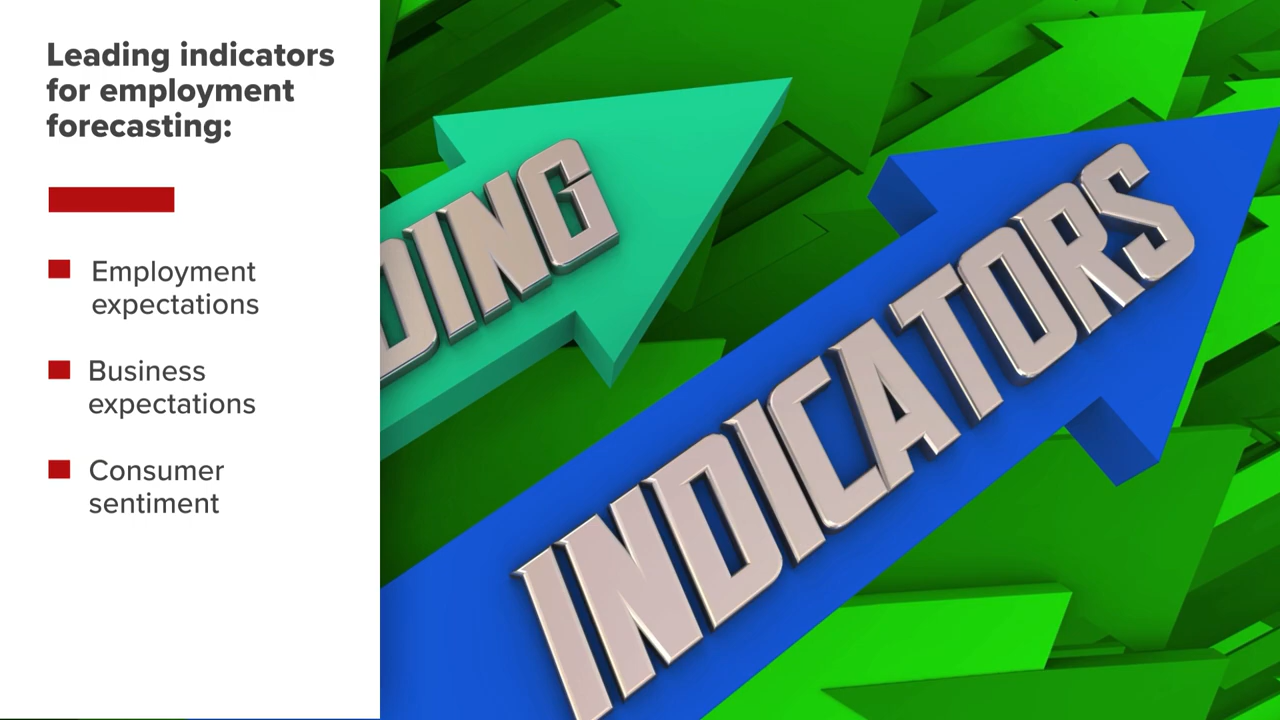 Leading indicators
for employment
forecasting:
Employment
expectations
Business
expectations
Consumer
sentiment
DING
INDICATORS